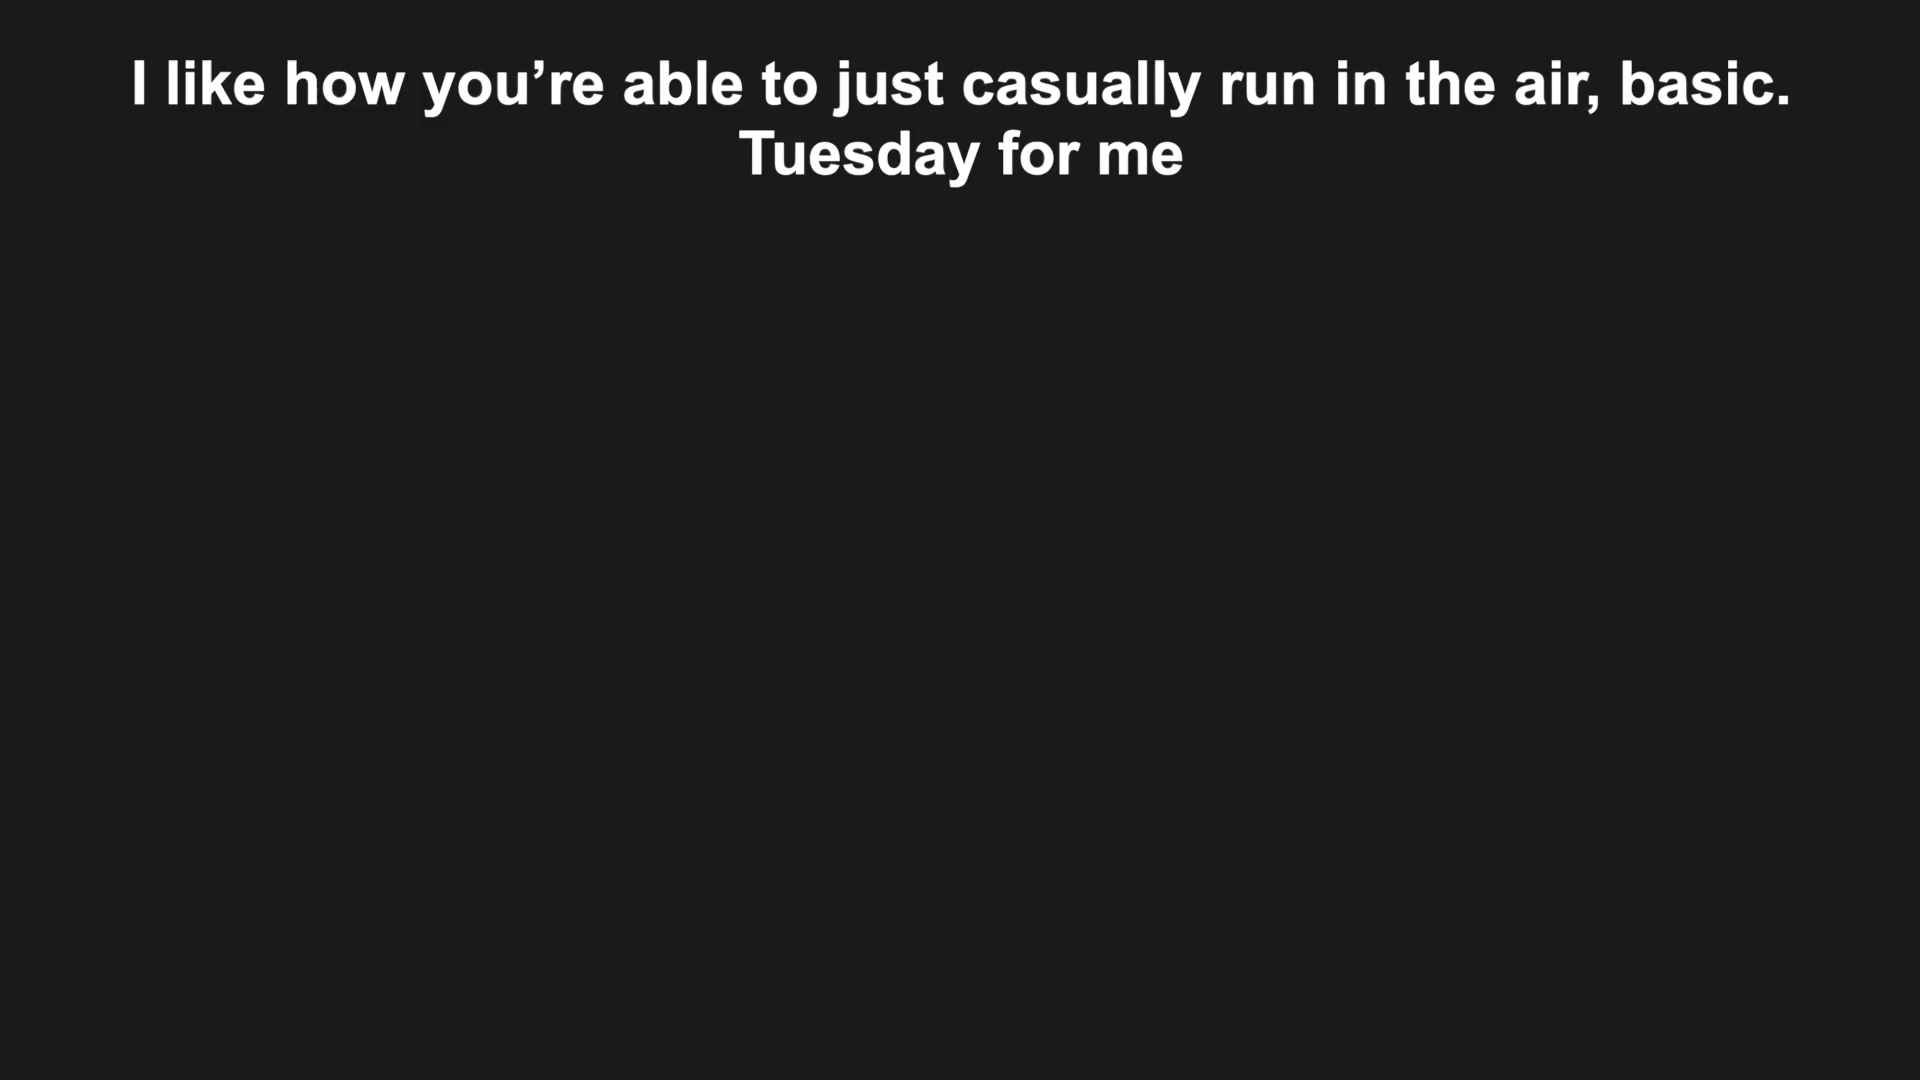 I like how you’re able to just casually run in the air, basic.
Tuesday for me